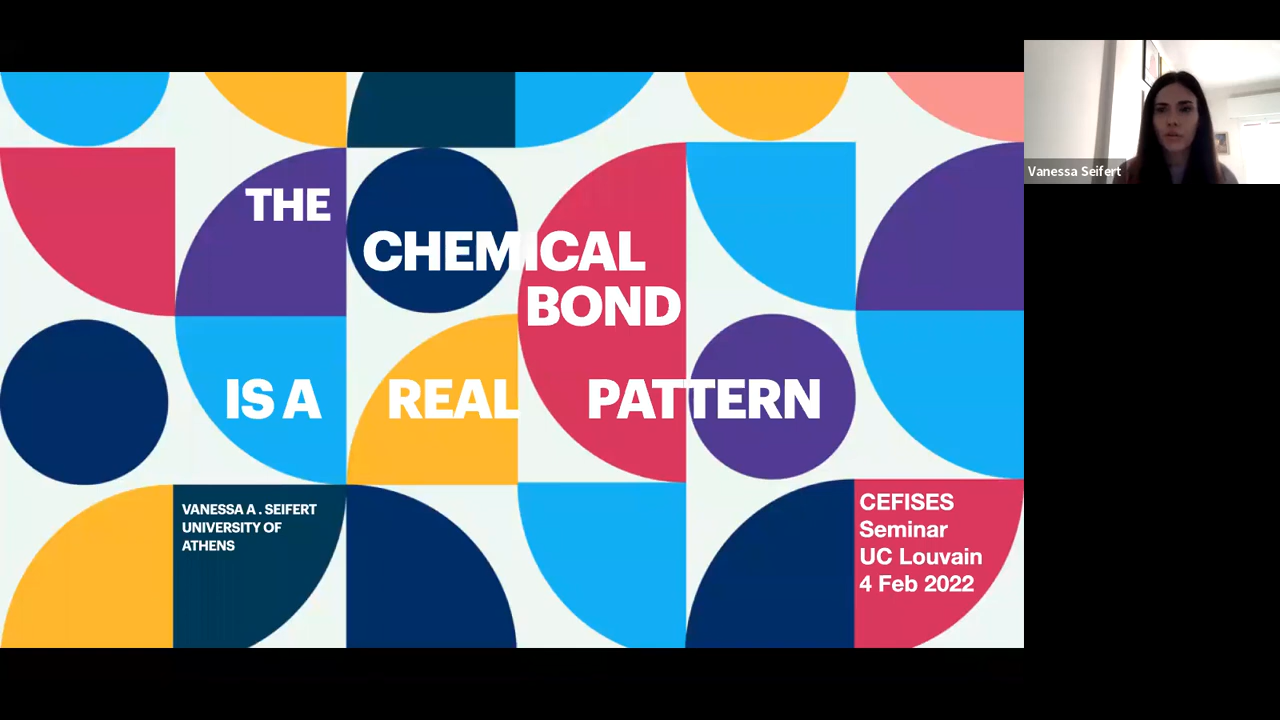 THE
CHEMICAL
BOND
IS A REAL PATTERN
VANESSA A . SEIFERT
UNIVERSITY OF
ATHENS
CEFISES
Seminar
UC Louvain
4 Feb 2022
Vanessa Seifert